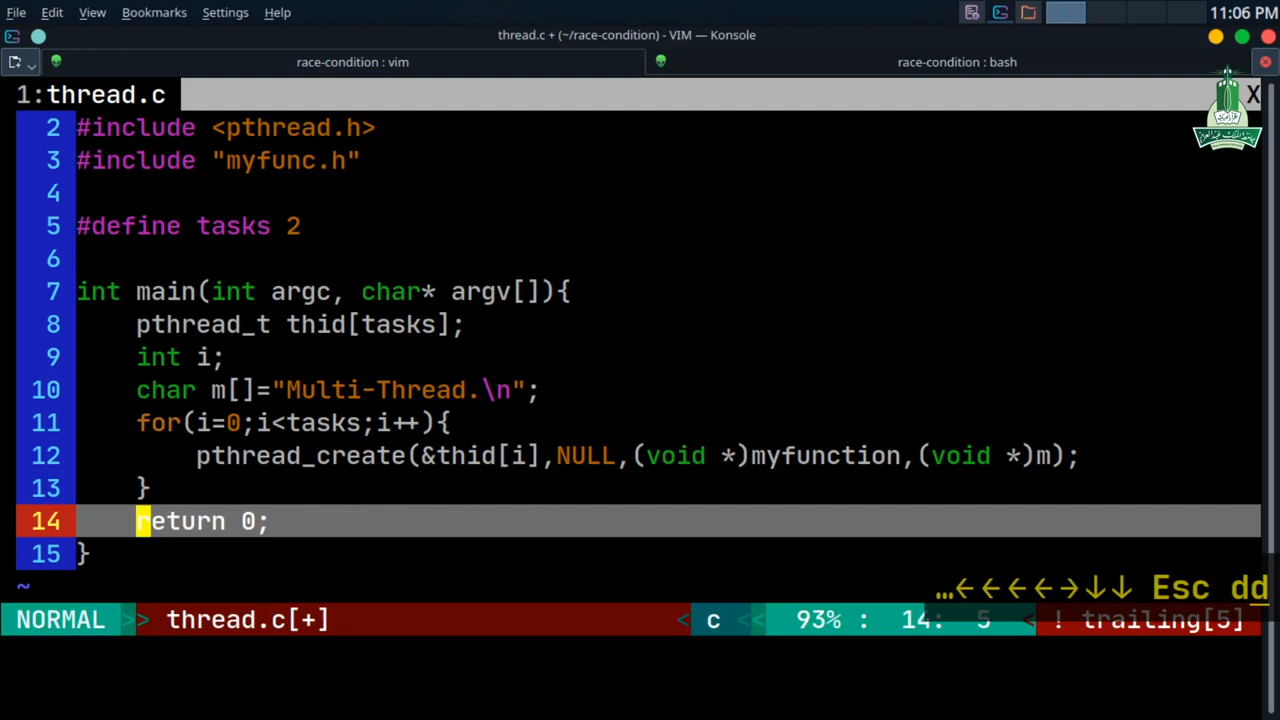 File Edit View Bookmarks Settings Help 11:06 PM
thread.c + (~/race-condition) - VIM — Konsole
race-condition : vim race-condition : bash
1:thread.c X
2 #include <pthread.h>
3 #include "myfunc.h"
4
5 #define tasks 2
6
7 int main(int argc, char* argv[]){
8 pthread_t thid[tasks];
9 int i;
10 char m[]="Multi-Thread.\n";
11 for(i=0;i<tasks;i++){
12 pthread_create(&thid[i],NULL,(void *)myfunction,(void *)m);
13 }
14 return 0;
15 }
~
…←←←←→↓↓ Esc dd
NORMAL >> thread.c[+] < c << 93% : 14: 5 < ! trailing[5]